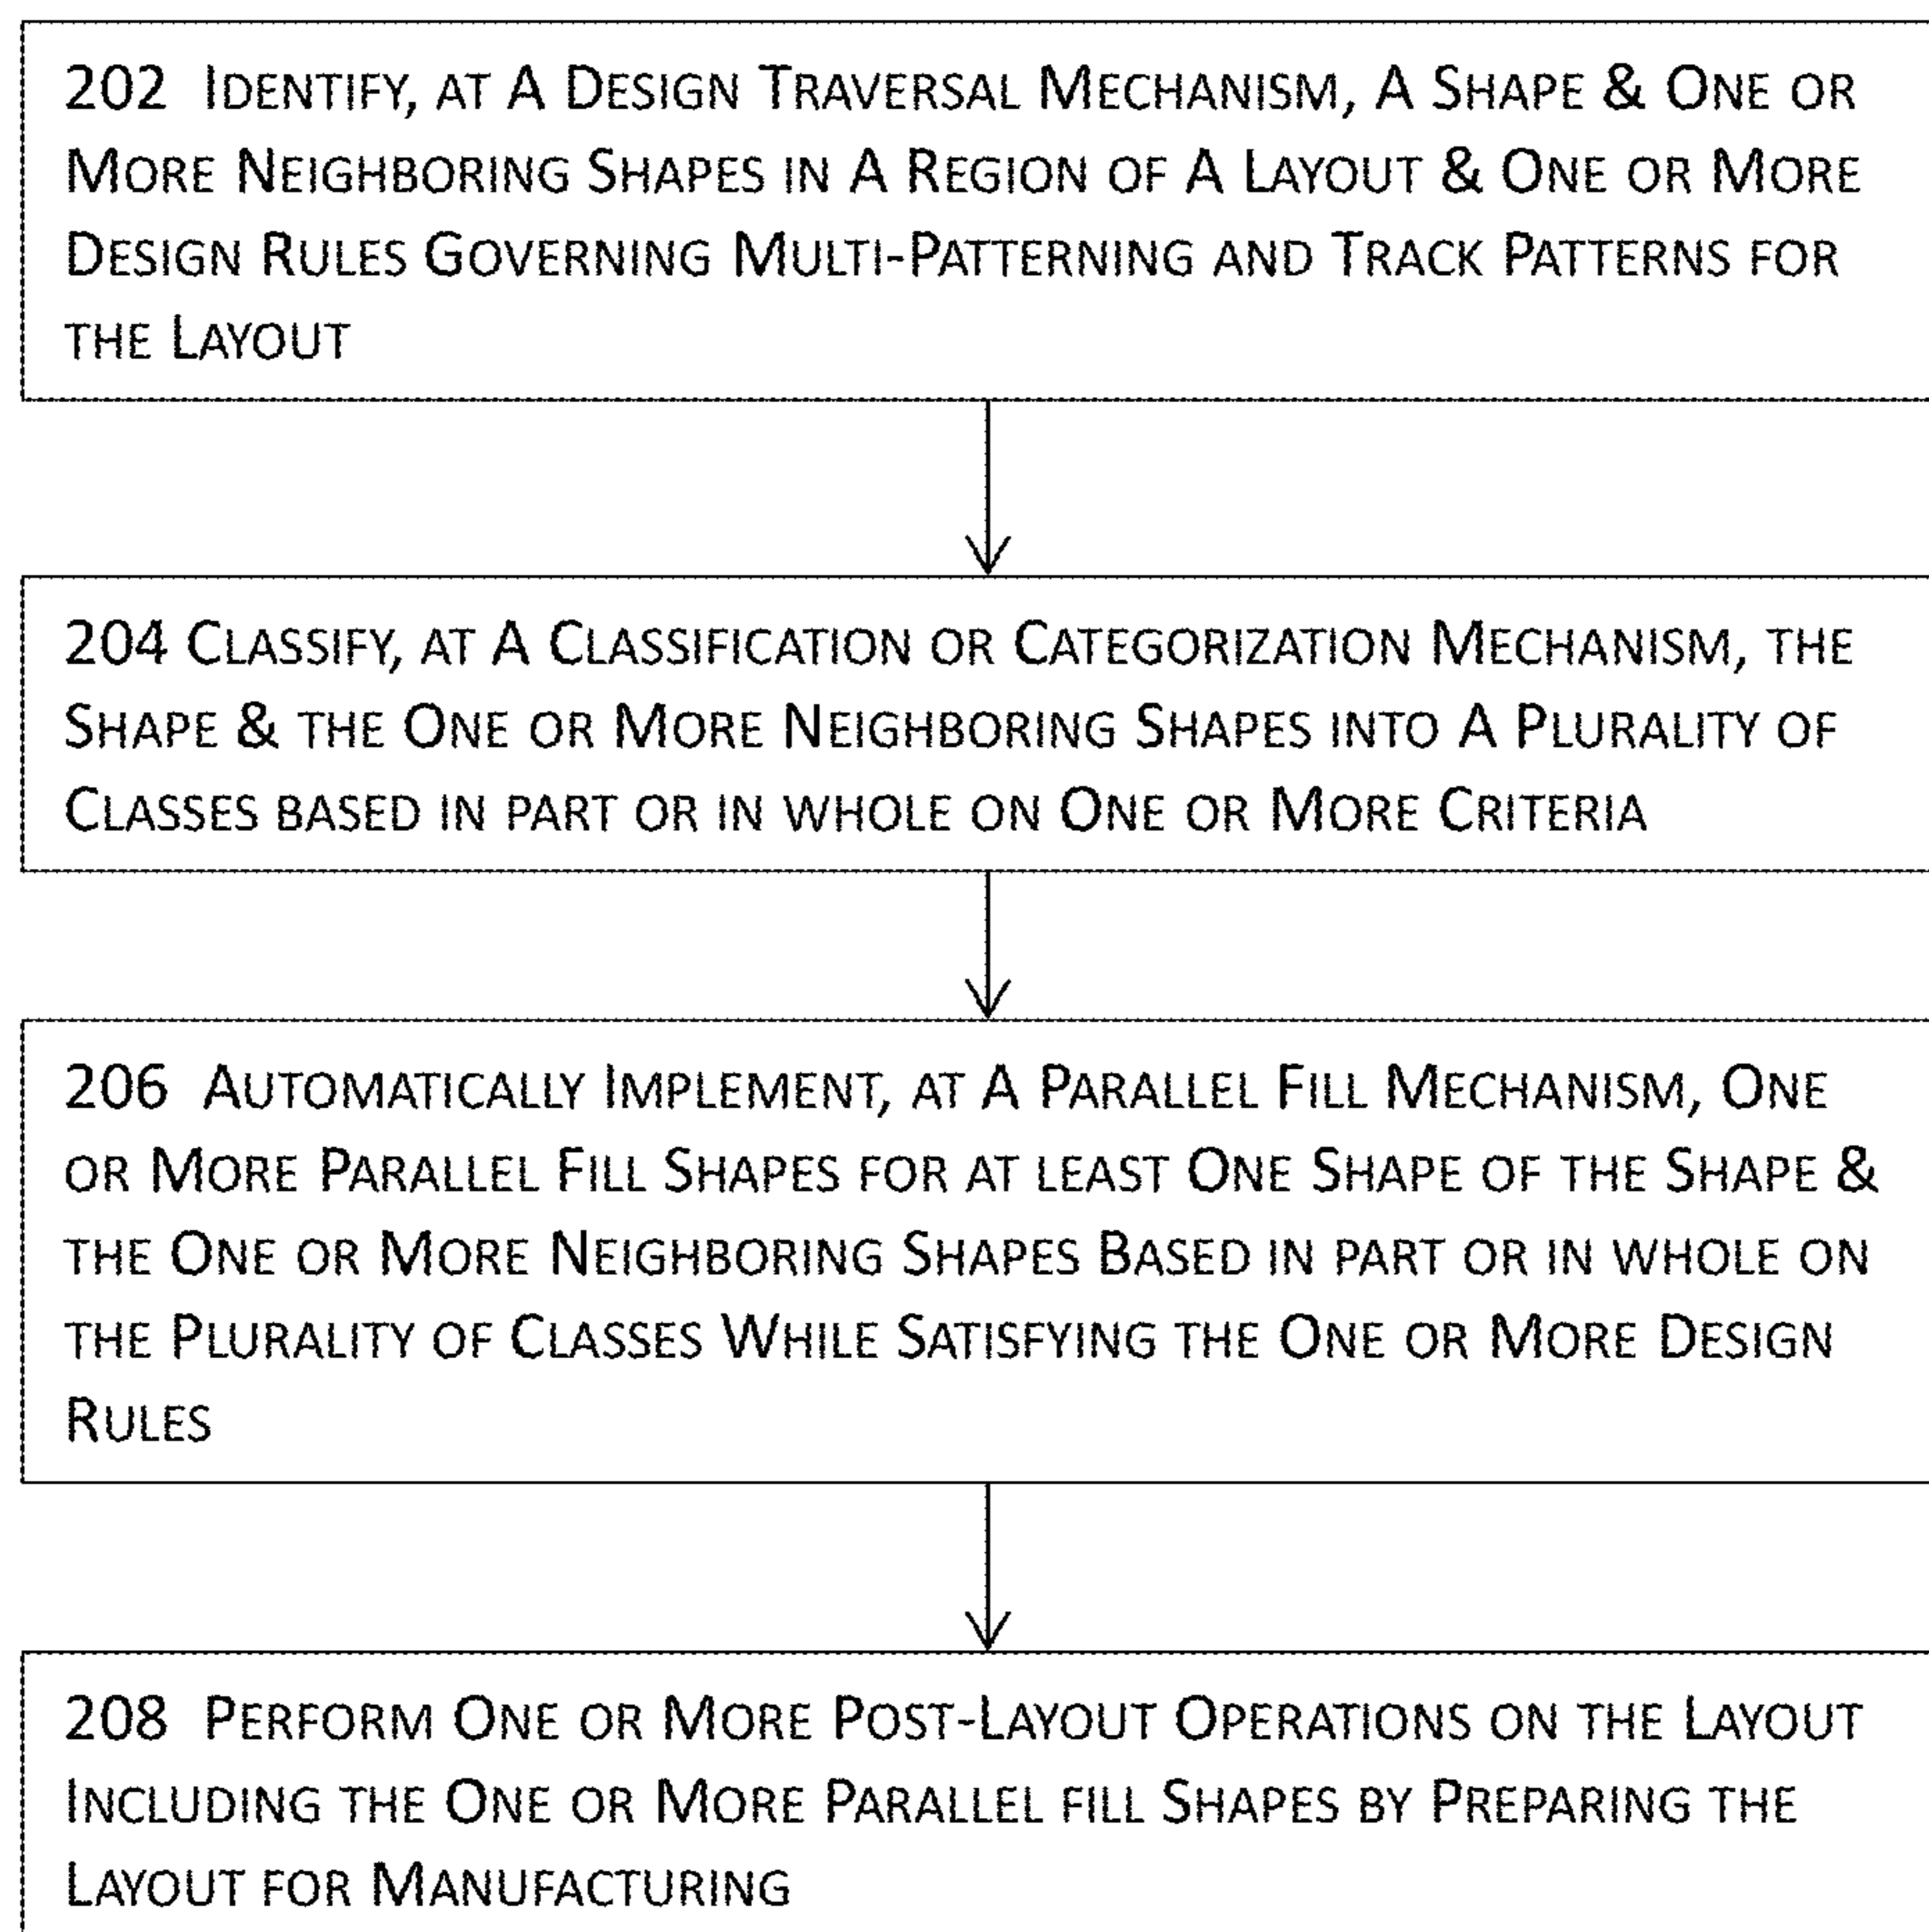 202 Identify, at A Design Traversal Mechanism, A Shape & One or
More Neighboring Shapes in A Region of A Layout & One or More
Design Rules Governing Multi-Patterning and Track Patterns for
the Layout
204 Classify, at A Classification or Categorization Mechanism, the
Shape & the One or More Neighboring Shapes into A Plurality of
Classes based in part or in whole on One or More Criteria
206 Automatically Implement, at A Parallel Fill Mechanism, One
or More Parallel Fill Shapes for at least One Shape of the Shape &
the One or More Neighboring Shapes Based in part or in whole on
the Plurality of Classes While Satisfying the One or More Design
Rules
208 Perform One or More Post-Layout Operations on the Layout
Including the One or More Parallel fill Shapes by Preparing the
Layout for Manufacturing